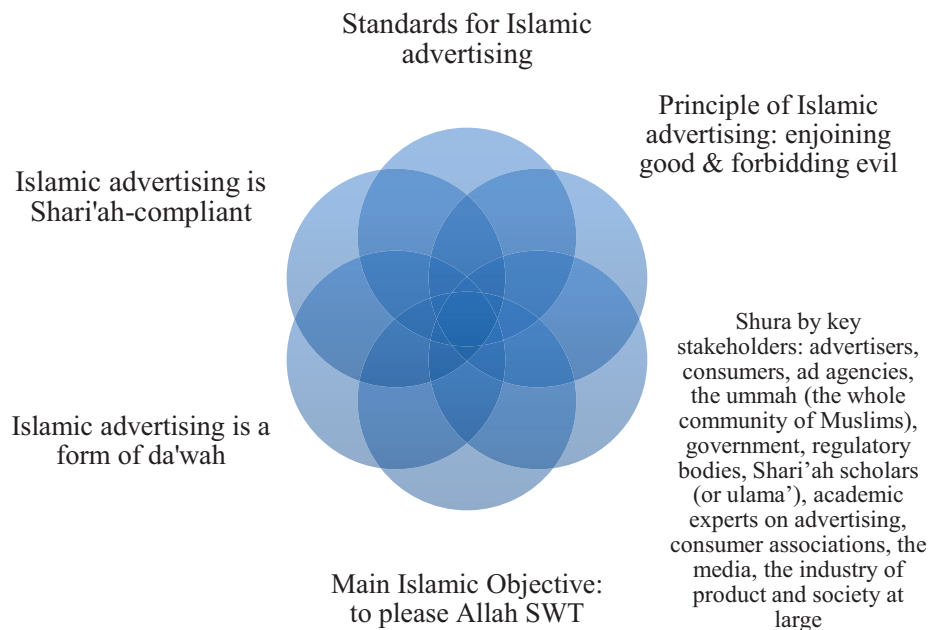 Standards for Islamic
advertising
Principle of Islamic
advertising: enjoining
good & forbidding evil
Islamic advertising is
Shari'ah-compliant
Shura by key
stakeholders: advertisers,
consumers, ad agencies,
the ummah (the whole
community of Muslims),
government, regulatory
bodies, Shari’ah scholars
(or ulama’), academic
experts on advertising,
consumer associations, the
media, the industry of
product and society at
large
Islamic advertising is a
form of da'wah
Main Islamic Objective:
to please Allah SWT